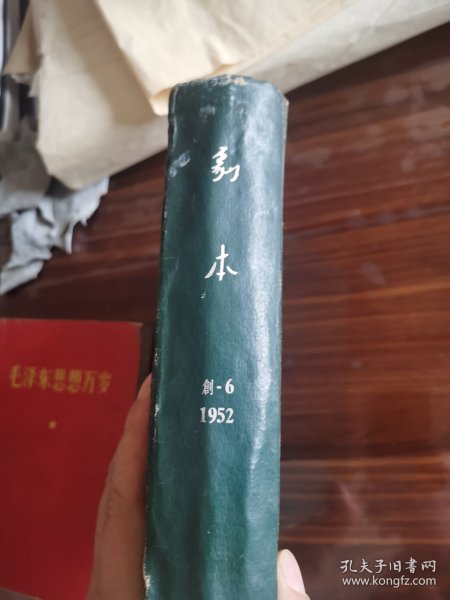 剧
本
創-6
1952
毛泽东思想万岁
孔夫子旧书网
www.kongfz.com